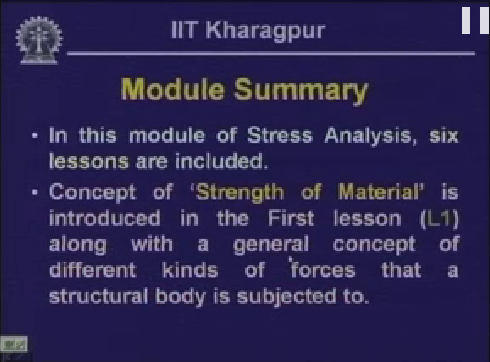 IIT Kharagpur
Module Summary
• In this module of Stress Analysis, six
lessons are included.
• Concept of ‘Strength of Material’ is
introduced in the First lesson (L1)
along with a general concept of
different kinds of forces that a
structural body is subjected to.